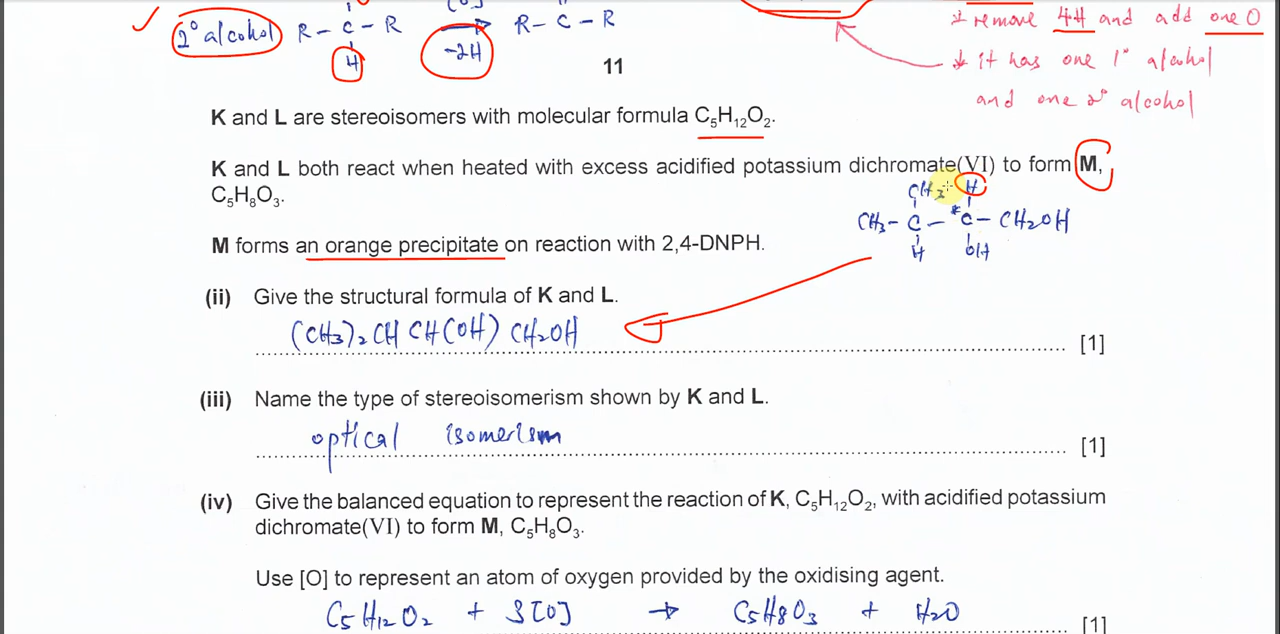 2° alcohol R - C - R [O] -2H R - C - R
H
* remove 4H and add one O
* it has one 1° alcohol
and one 2° alcohol
11
K and L are stereoisomers with molecular formula C₅H₁₂O₂.
K and L both react when heated with excess acidified potassium dichromate(VI) to form M,
C₅H₈O₃.
CH₃ H
CH₃ - C - *C - CH₂OH
H OH
M forms an orange precipitate on reaction with 2,4-DNPH.
(ii) Give the structural formula of K and L.
(CH₃)₂ CH CH(OH) CH₂OH
[1]
(iii) Name the type of stereoisomerism shown by K and L.
optical isomerism
[1]
(iv) Give the balanced equation to represent the reaction of K, C₅H₁₂O₂, with acidified potassium
dichromate(VI) to form M, C₅H₈O₃.
Use [O] to represent an atom of oxygen provided by the oxidising agent.
C₅H₁₂O₂ + 3[O] → C₅H₈O₃ + H₂O
[1]